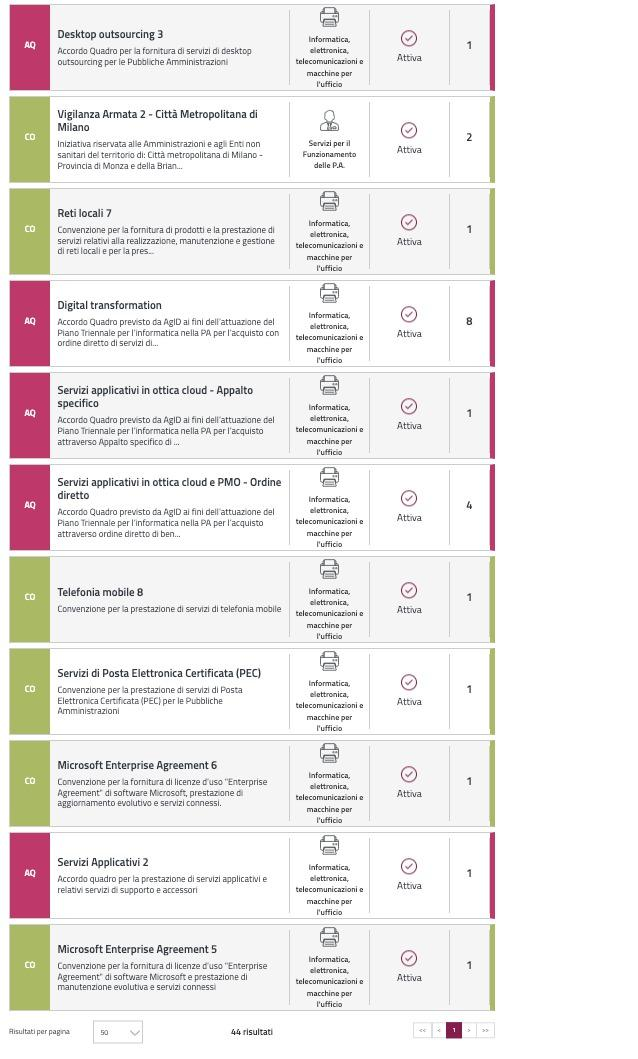 AQ
Desktop outsourcing 3
Accordo Quadro per la fornitura di servizi di desktop
outsourcing per le Pubbliche Amministrazioni
Informatica,
elettronica,
telecomunicazioni e
macchine per
l'ufficio
Attiva
1
CO
Vigilanza Armata 2 - Città Metropolitana di
Milano
Iniziativa riservata alle Amministrazioni e agli Enti non
sanitari del territorio di: Città metropolitana di Milano -
Provincia di Monza e della Brian...
Servizi per il
Funzionamento
delle P.A.
Attiva
2
CO
Reti locali 7
Convenzione per la fornitura di prodotti e la prestazione di
servizi relativi alla realizzazione, manutenzione e gestione
di reti locali e per la pres...
Informatica,
elettronica,
telecomunicazioni e
macchine per
l'ufficio
Attiva
1
AQ
Digital transformation
Accordo Quadro previsto da AgID ai fini dell'attuazione del
Piano Triennale per l'informatica nella PA per l'acquisto con
ordine diretto di servizi di...
Informatica,
elettronica,
telecomunicazioni e
macchine per
l'ufficio
Attiva
8
AQ
Servizi applicativi in ottica cloud - Appalto
specifico
Accordo Quadro previsto da AgID ai fini dell'attuazione del
Piano Triennale per l'informatica nella PA per l'acquisto
attraverso Appalto specifico di ...
Informatica,
elettronica,
telecomunicazioni e
macchine per
l'ufficio
Attiva
1
AQ
Servizi applicativi in ottica cloud e PMO - Ordine
diretto
Accordo Quadro previsto da AgID ai fini dell'attuazione del
Piano Triennale per l'informatica nella PA per l'acquisto
attraverso ordine diretto di ben...
Informatica,
elettronica,
telecomunicazioni e
macchine per
l'ufficio
Attiva
4
CO
Telefonia mobile 8
Convenzione per la prestazione di servizi di telefonia mobile
Informatica,
elettronica,
telecomunicazioni e
macchine per
l'ufficio
Attiva
1
CO
Servizi di Posta Elettronica Certificata (PEC)
Convenzione per la prestazione di servizi di Posta
Elettronica Certificata (PEC) per le Pubbliche
Amministrazioni
Informatica,
elettronica,
telecomunicazioni e
macchine per
l'ufficio
Attiva
1
CO
Microsoft Enterprise Agreement 6
Convenzione per la fornitura di licenze d'uso "Enterprise
Agreement" di software Microsoft, prestazione di
aggiornamento evolutivo e servizi connessi.
Informatica,
elettronica,
telecomunicazioni e
macchine per
l'ufficio
Attiva
1
AQ
Servizi Applicativi 2
Accordo quadro per la prestazione di servizi applicativi e
relativi servizi di supporto e accessori
Informatica,
elettronica,
telecomunicazioni e
macchine per
l'ufficio
Attiva
1
CO
Microsoft Enterprise Agreement 5
Convenzione per la fornitura di licenze d'uso "Enterprise
Agreement" di software Microsoft e prestazione di
manutenzione evolutiva e servizi connessi
Informatica,
elettronica,
telecomunicazioni e
macchine per
l'ufficio
Attiva
1
Risultati per pagina 50 44 risultati << < 1 > >>